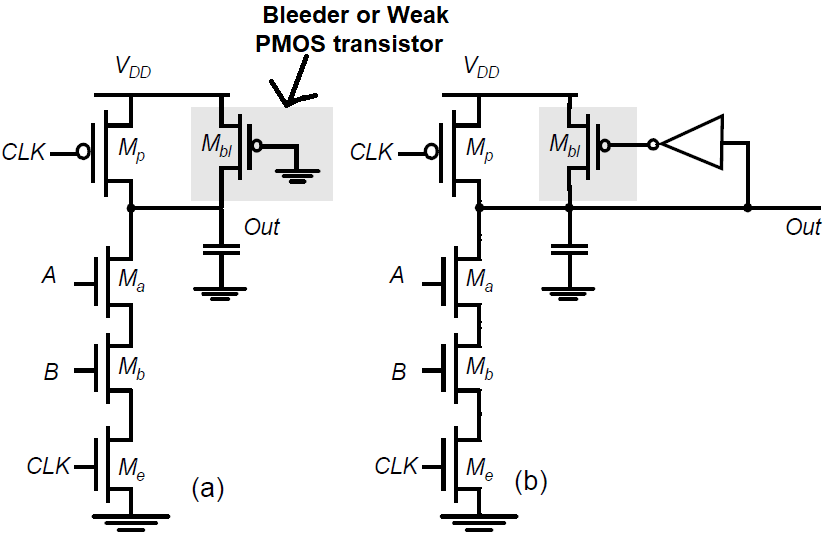 Bleeder or Weak
PMOS transistor
VDD
CLK
Mp
Mbl
Out
A
Ma
B
Mb
CLK
Me
(a)
VDD
CLK
Mp
Mbl
Out
A
Ma
B
Mb
CLK
Me
(b)